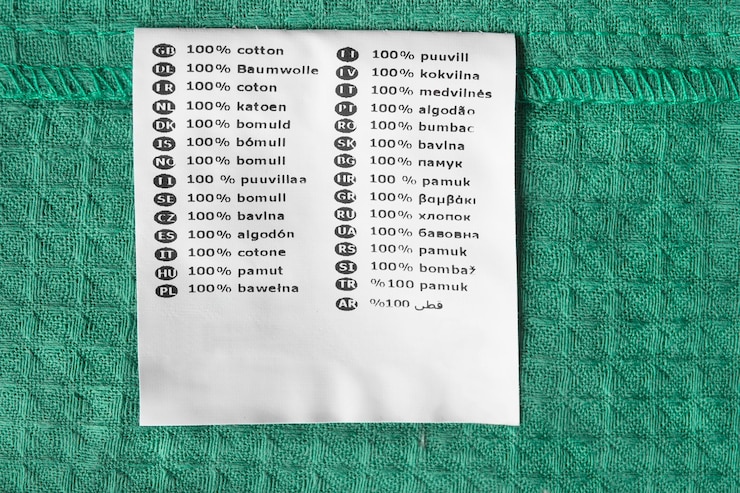 GB 100% cotton
DE 100% Baumwolle
FR 100% coton
NL 100% katoen
DK 100% bomuld
IS 100% bómull
NO 100% bomull
FI 100 % puuvillaa
SE 100% bomull
CZ 100% bavlna
ES 100% algodón
IT 100% cotone
HU 100% pamut
PL 100% bawełna
100% puuvill
LV 100% kokvilna
LT 100% medvilnės
PT 100% algodão
RO 100% bumbac
SK 100% bavlna
BG 100% памук
HR 100 % pamuk
GR 100% βαμβάκι
RU 100% хлопок
UA 100% бавовна
RS 100% pamuk
SI 100% bombaž
TR %100 pamuk
AR %100 قطن